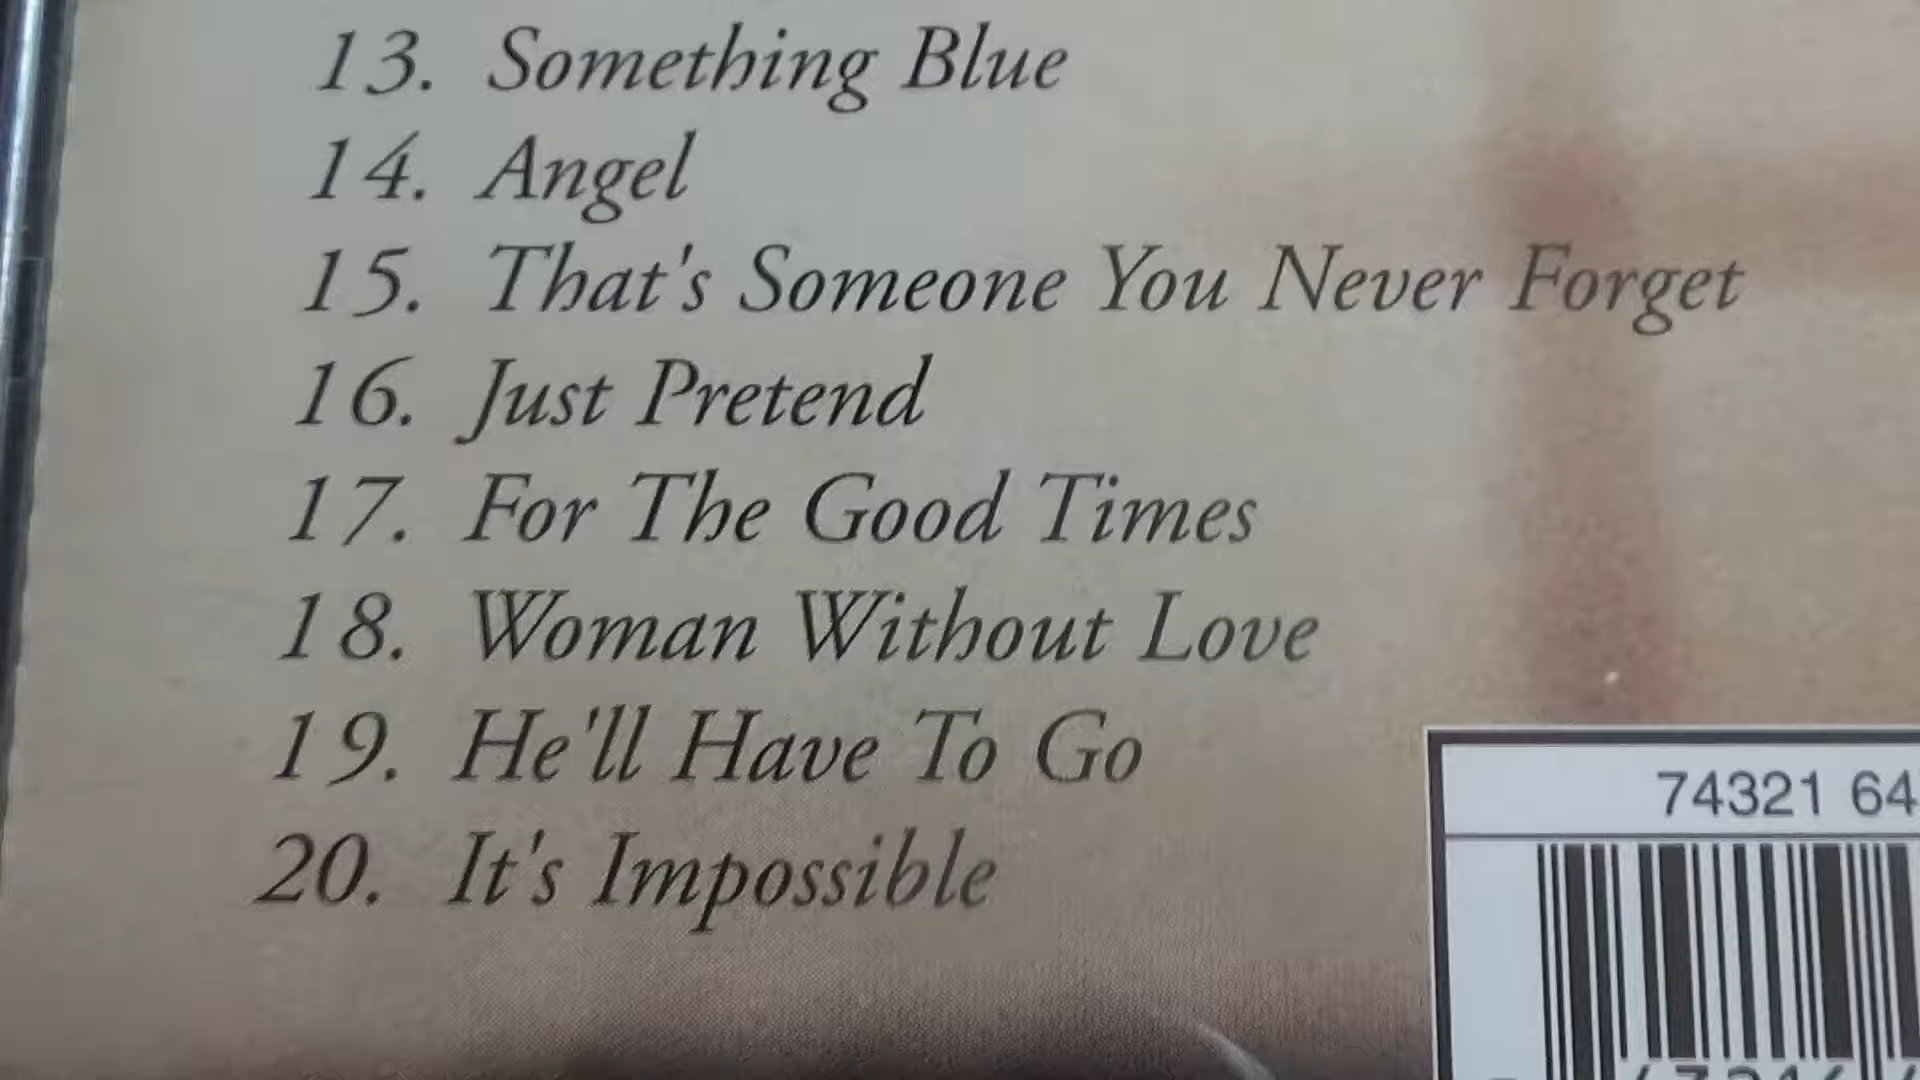 13. Something Blue
14. Angel
15. That's Someone You Never Forget
16. Just Pretend
17. For The Good Times
18. Woman Without Love
19. He'll Have To Go
20. It's Impossible
74321 64